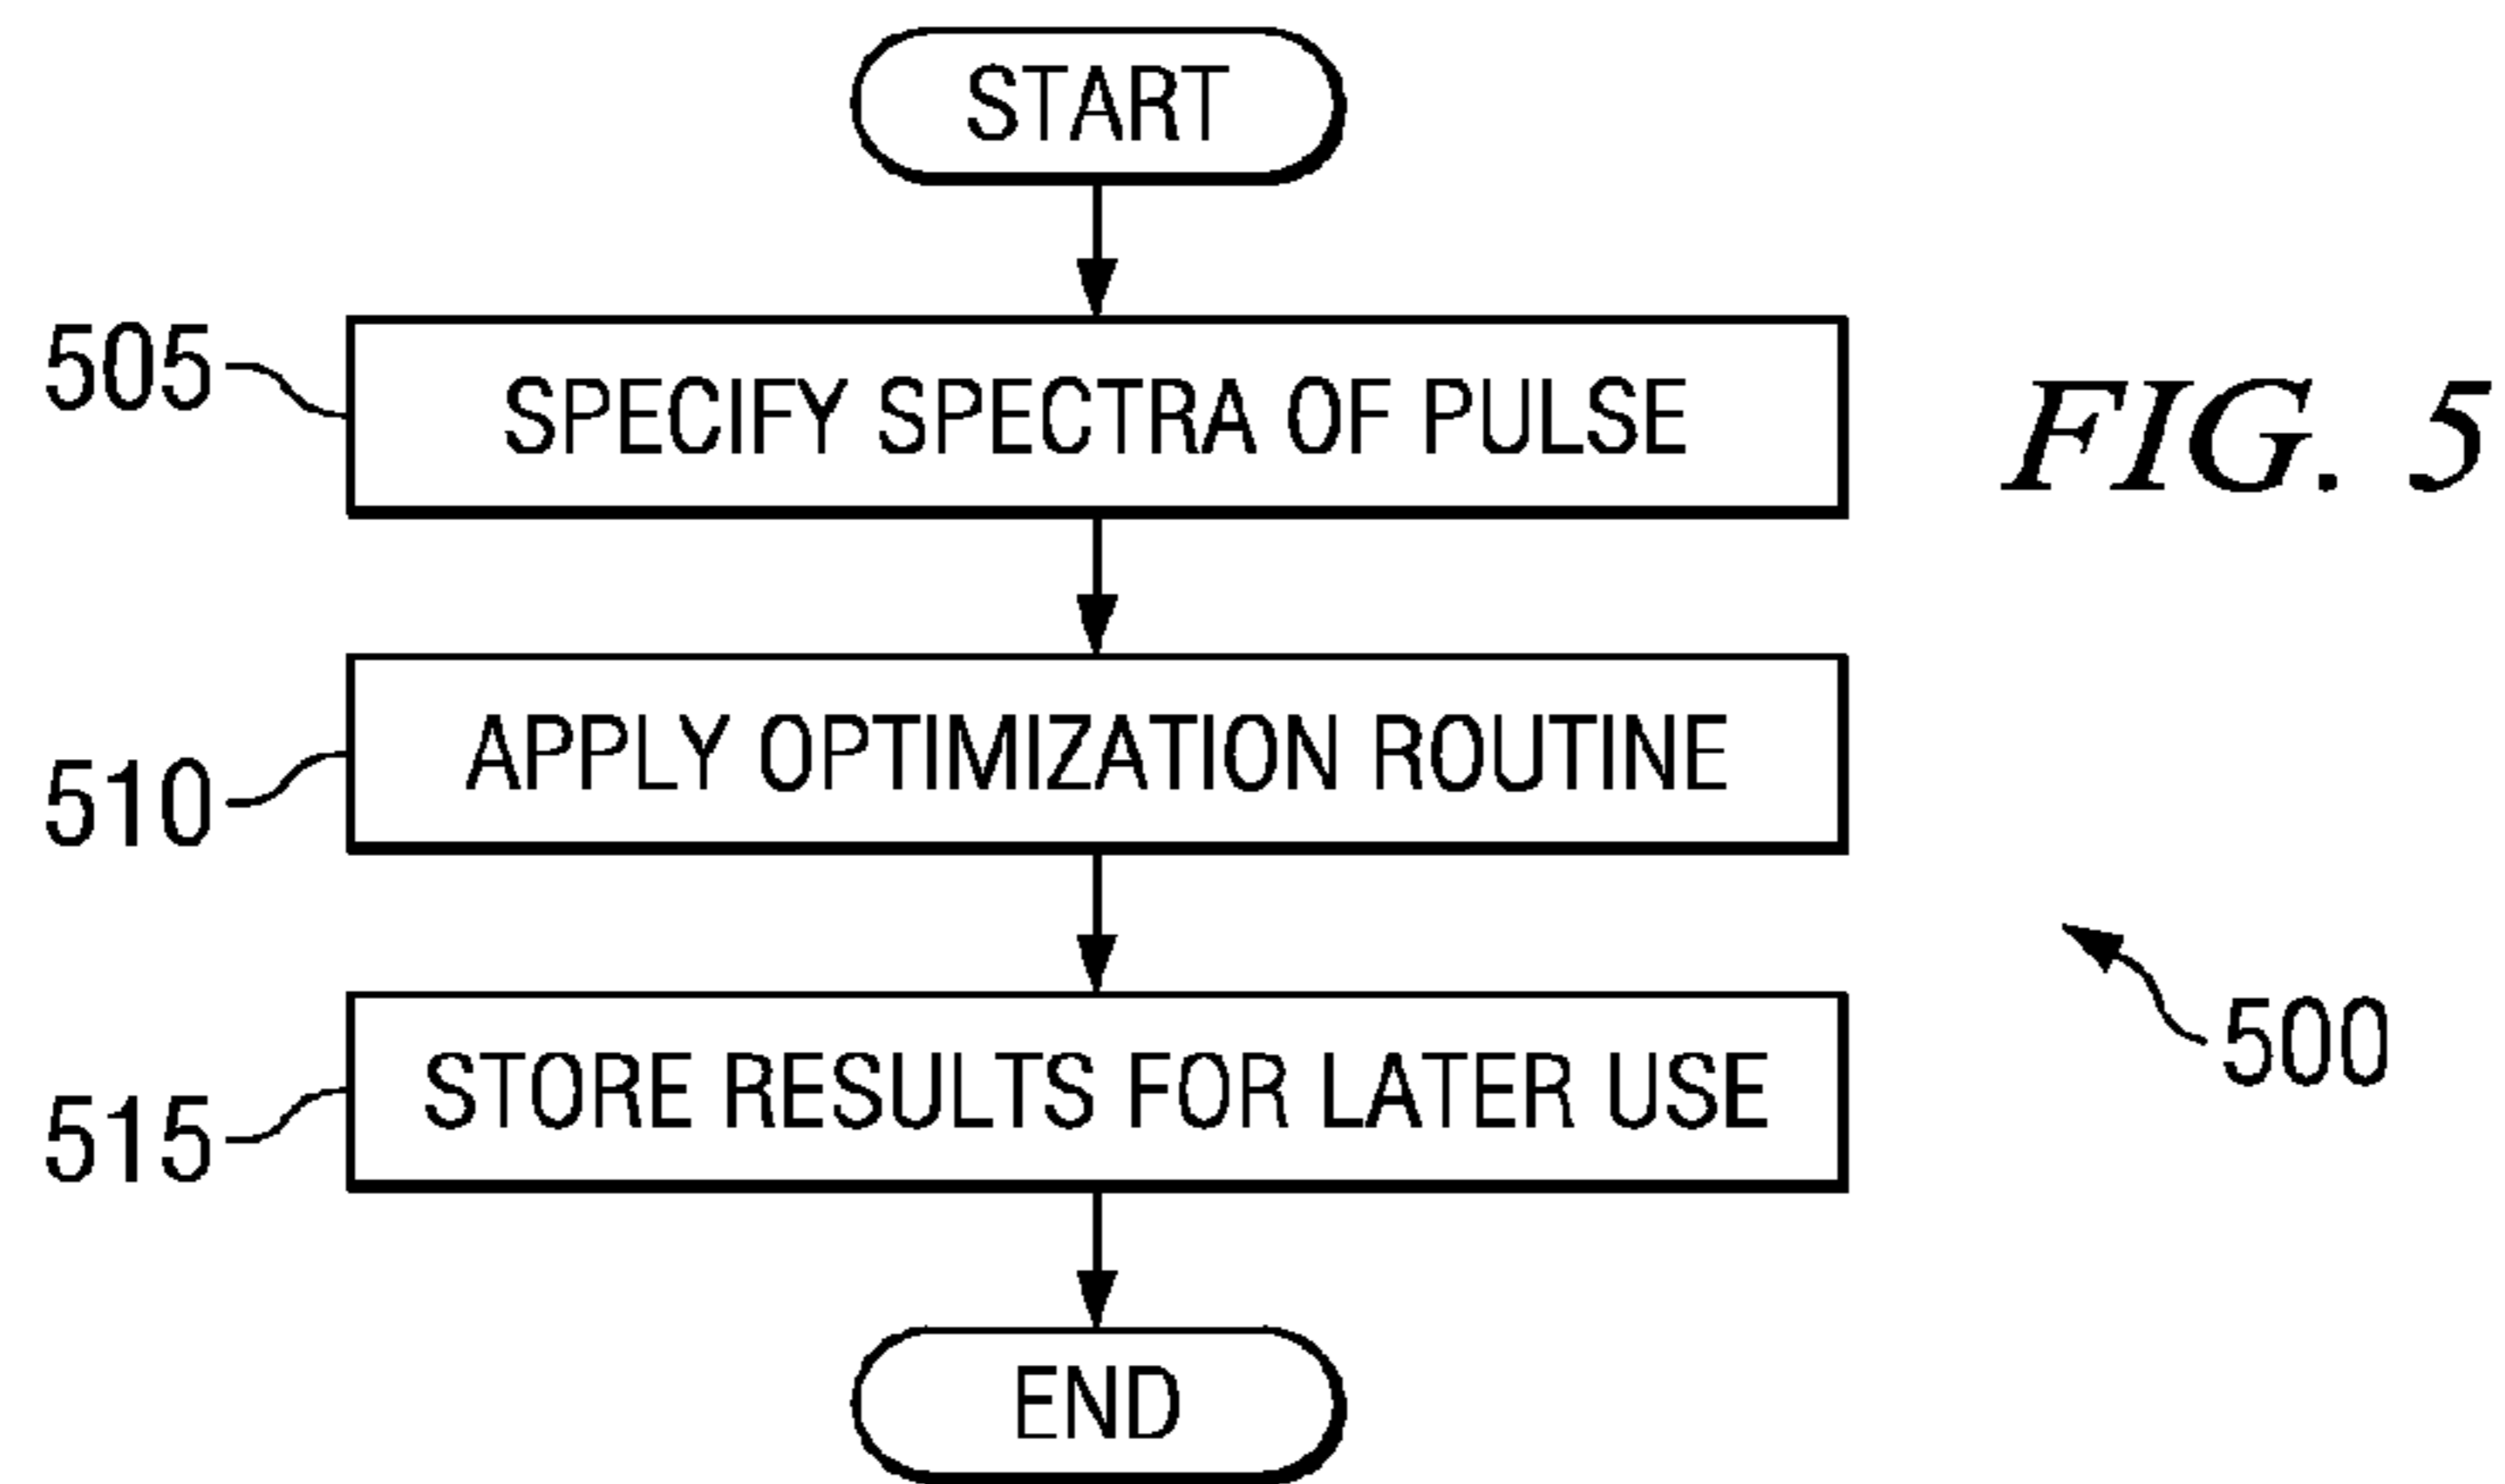 START
505
SPECIFY SPECTRA OF PULSE
FIG. 5
510
APPLY OPTIMIZATION ROUTINE
500
515
STORE RESULTS FOR LATER USE
END